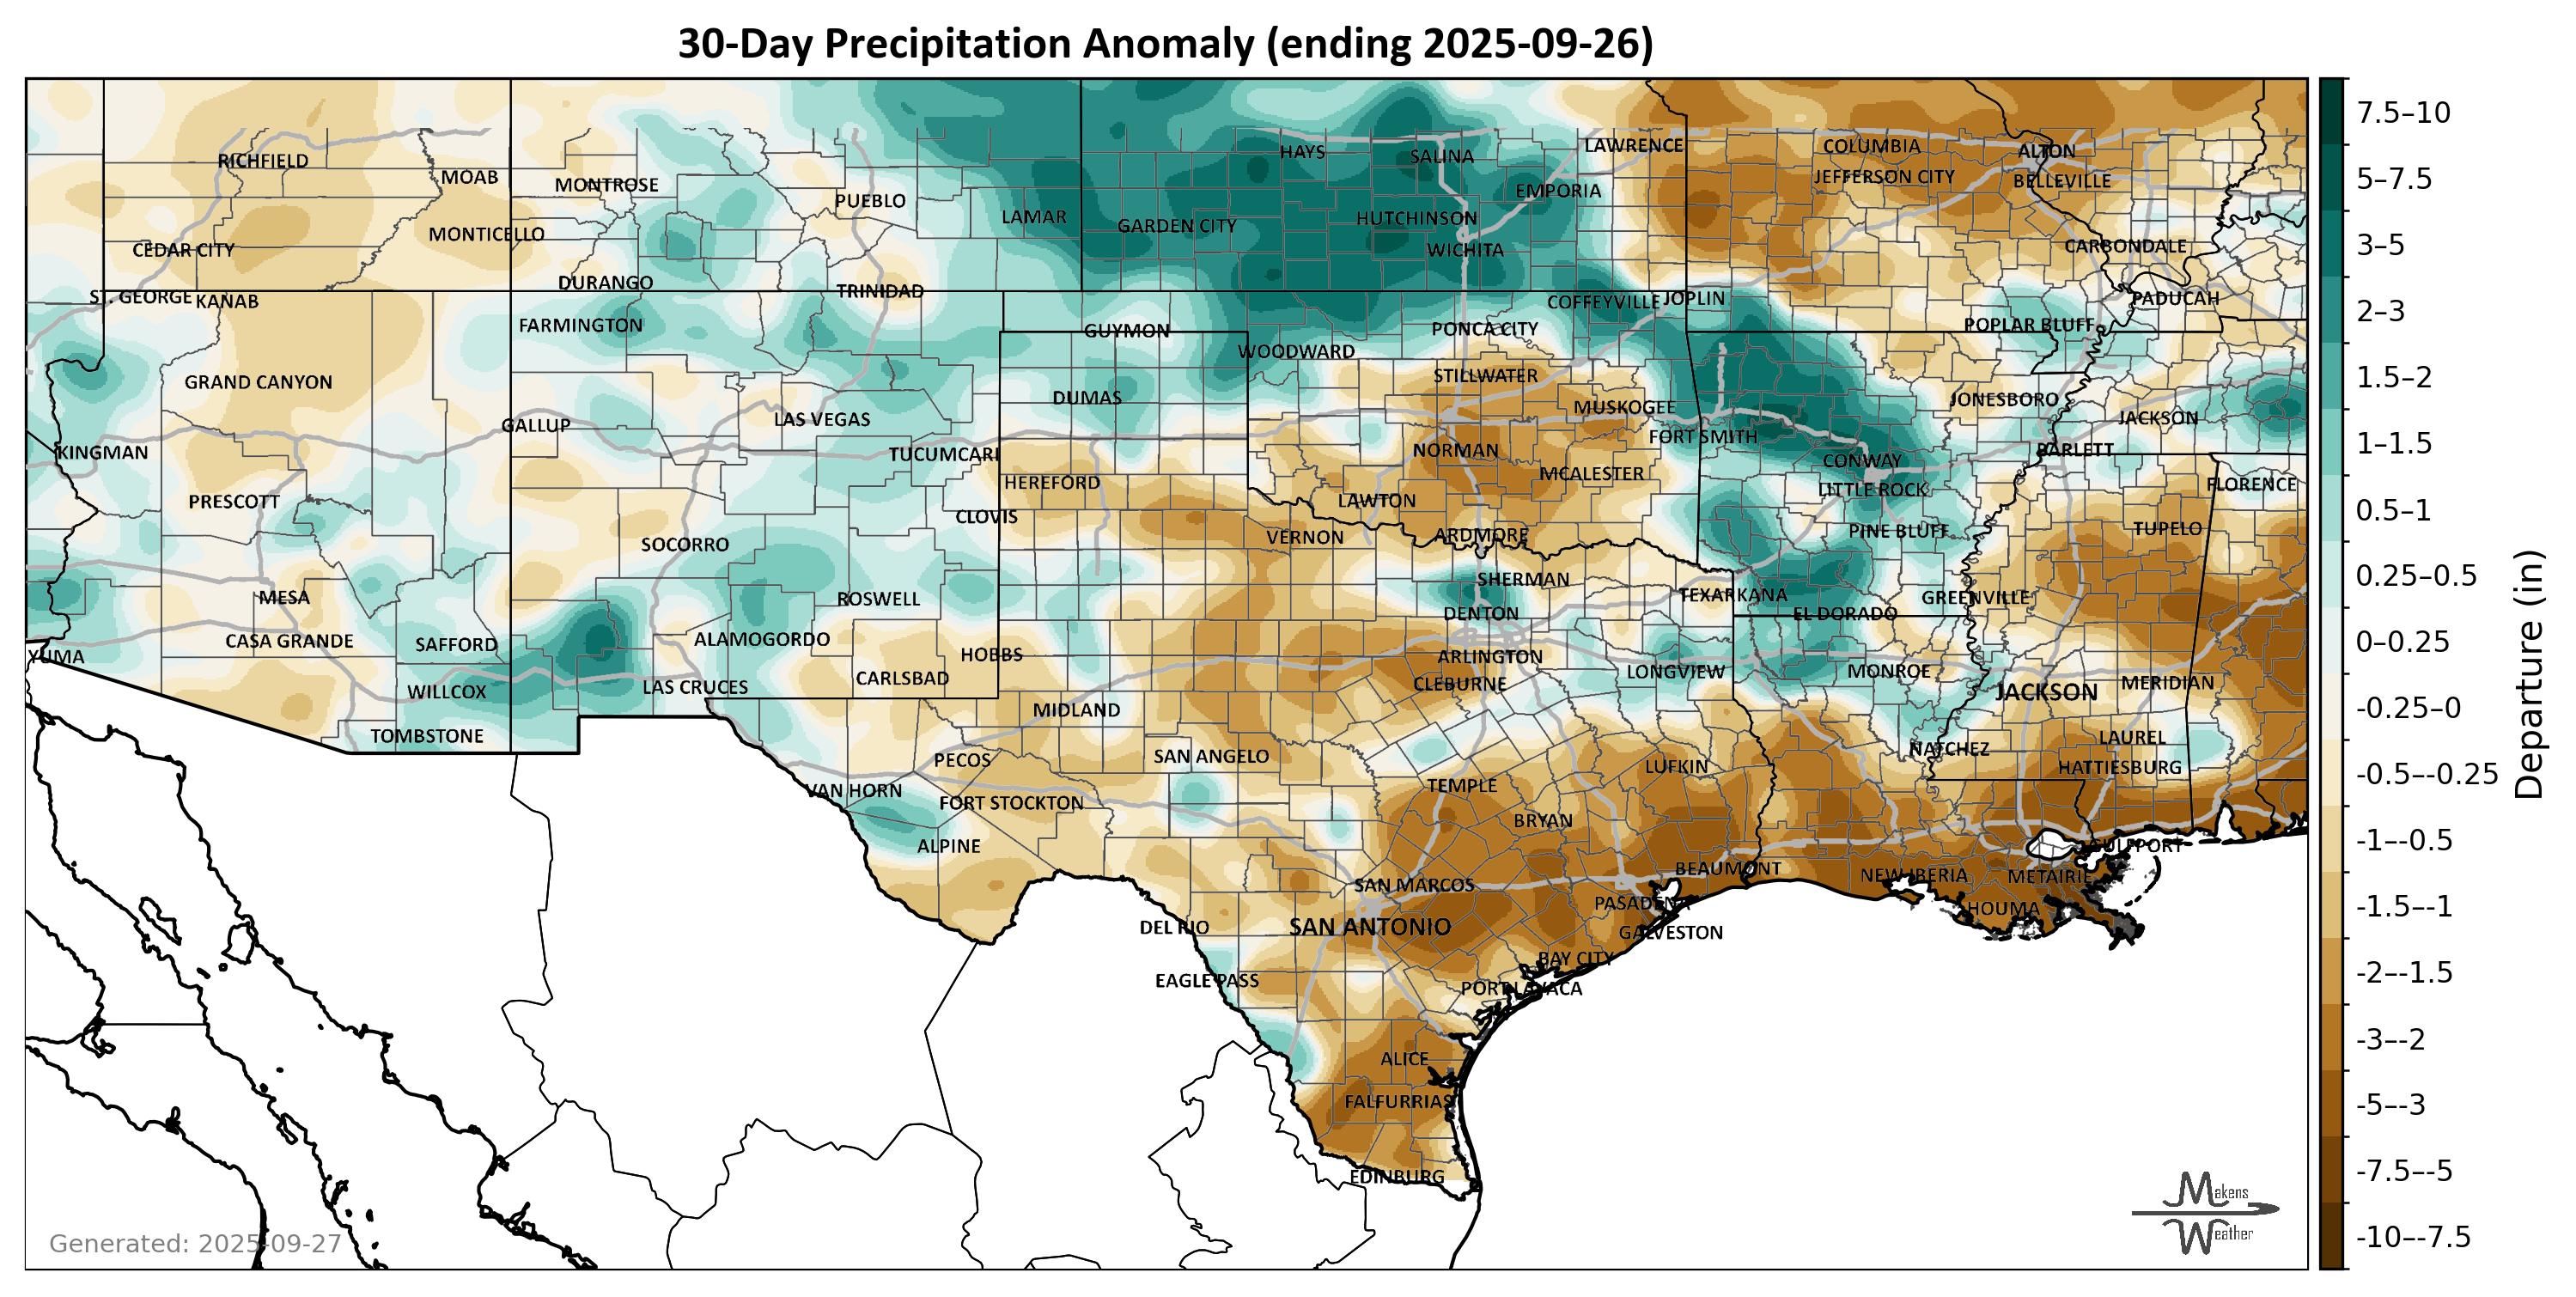 30-Day Precipitation Anomaly (ending 2025-09-26)
RICHFIELD
MOAB
MONTROSE
PUEBLO
LAMAR
HAYS
SALINA
LAWRENCE
COLUMBIA
ALTON
JEFFERSON CITY
BELLEVILLE
EMPORIA
GARDEN CITY
HUTCHINSON
WICHITA
CEDAR CITY
MONTICELLO
CARBONDALE
DURANGO
TRINIDAD
ST. GEORGE
KANAB
COFFEYVILLE
JOPLIN
PADUCAH
FARMINGTON
GUYMON
PONCA CITY
POPLAR BLUFF
WOODWARD
GRAND CANYON
STILLWATER
DUMAS
MUSKOGEE
JONESBORO
GALLUP
LAS VEGAS
JACKSON
FORT SMITH
KINGMAN
TUCUMCARI
NORMAN
BARLETT
CONWAY
MCALESTER
HEREFORD
LITTLE ROCK
FLORENCE
PRESCOTT
LAWTON
CLOVIS
TUPELO
SOCORRO
VERNON
ARDMORE
PINE BLUFF
SHERMAN
MESA
ROSWELL
TEXARKANA
GREENVILLE
DENTON
EL DORADO
CASA GRANDE
SAFFORD
ALAMOGORDO
YUMA
HOBBS
ARLINGTON
CARLSBAD
LONGVIEW
MONROE
CLEBURNE
MERIDIAN
WILLCOX
LAS CRUCES
JACKSON
MIDLAND
TOMBSTONE
LAUREL
NATCHEZ
PECOS
SAN ANGELO
LUFKIN
HATTIESBURG
VAN HORN
FORT STOCKTON
TEMPLE
BRYAN
ALPINE
GULFPORT
BEAUMONT
SAN MARCOS
NEW IBERIA
METAIRIE
PASADENA
HOUMA
DEL RIO
SAN ANTONIO
GALVESTON
BAY CITY
EAGLE PASS
PORT LAVACA
ALICE
FALFURRIAS
EDINBURG
Generated: 2025-09-27
Makens
Weather
7.5–10
5–7.5
3–5
2–3
1.5–2
1–1.5
0.5–1
0.25–0.5
0–0.25
-0.25–0
-0.5–-0.25
-1–-0.5
-1.5–-1
-2–-1.5
-3–-2
-5–-3
-7.5–-5
-10–-7.5
Departure (in)